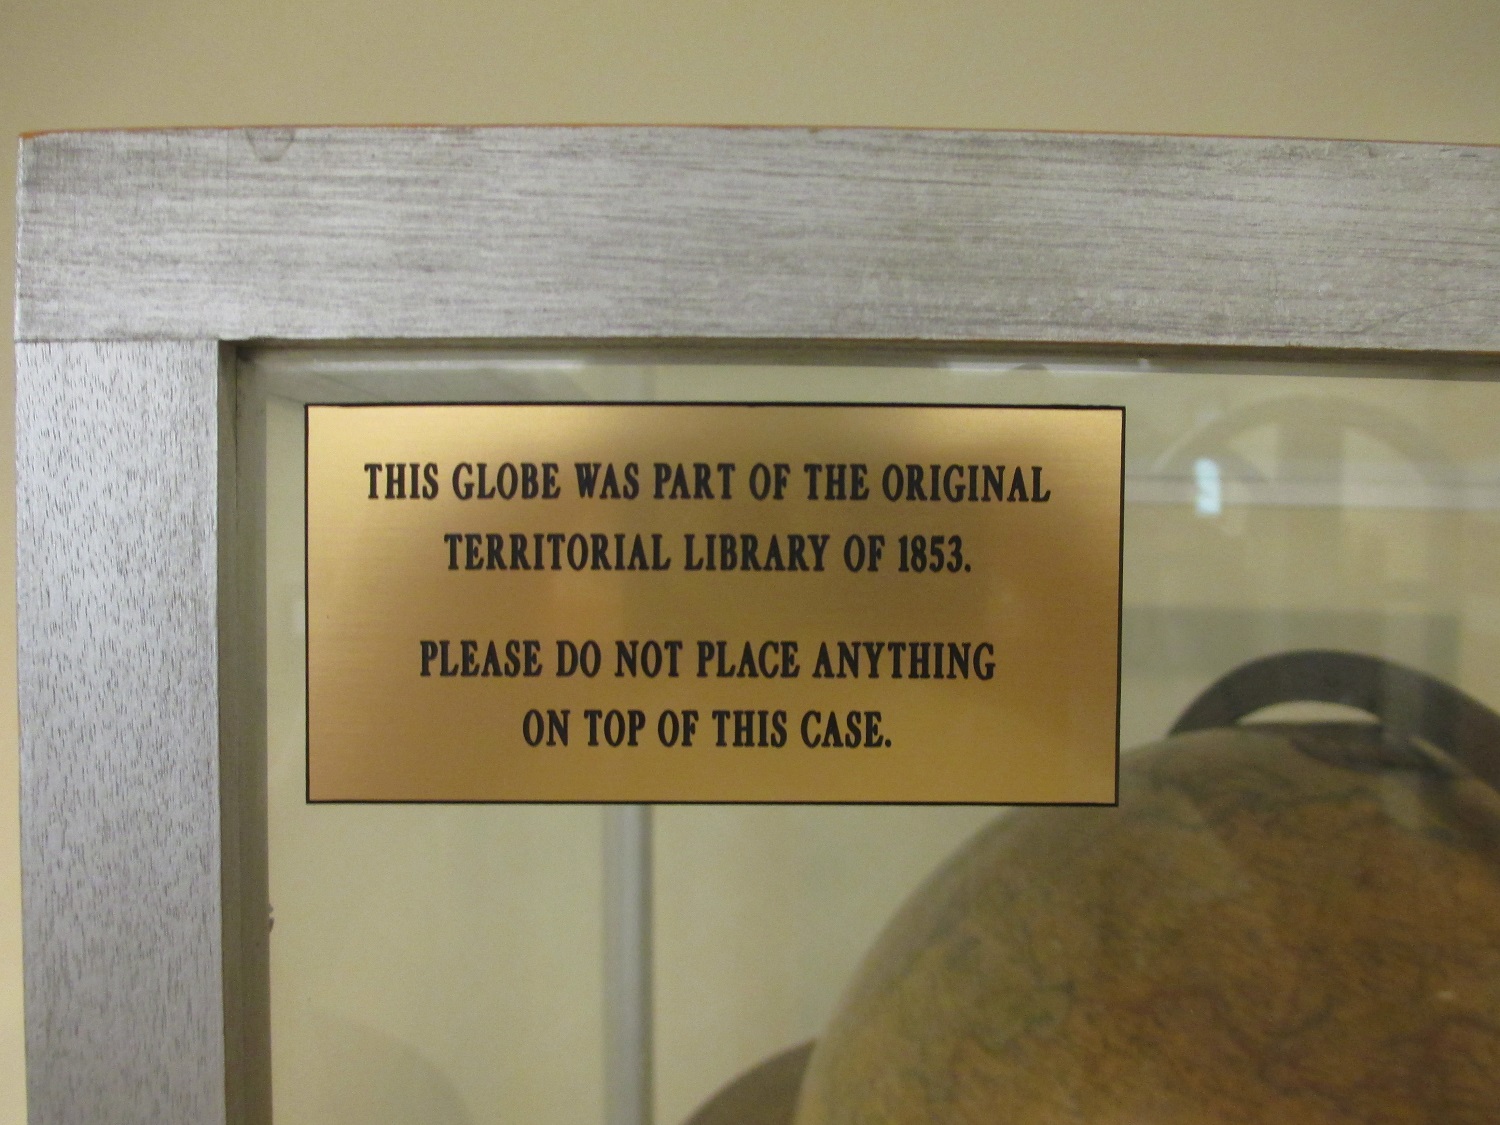 THIS GLOBE WAS PART OF THE ORIGINAL
TERRITORIAL LIBRARY OF 1853.
PLEASE DO NOT PLACE ANYTHING
ON TOP OF THIS CASE.